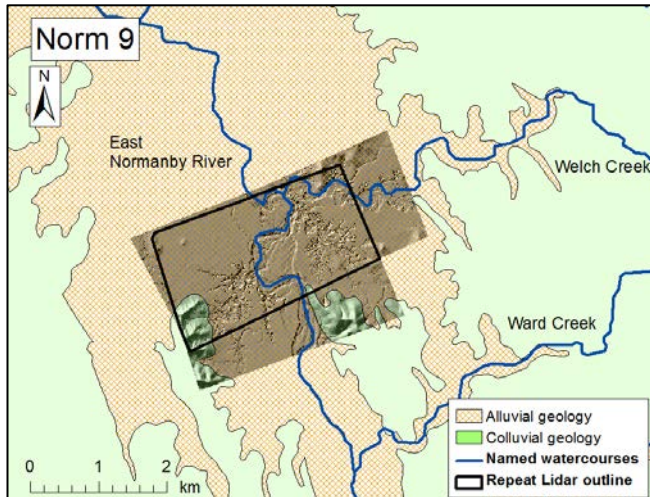 Norm 9
N
East
Normanby River
Welch Creek
Ward Creek
Alluvial geology
Colluvial geology
Named watercourses
Repeat Lidar outline
0 1 2
km